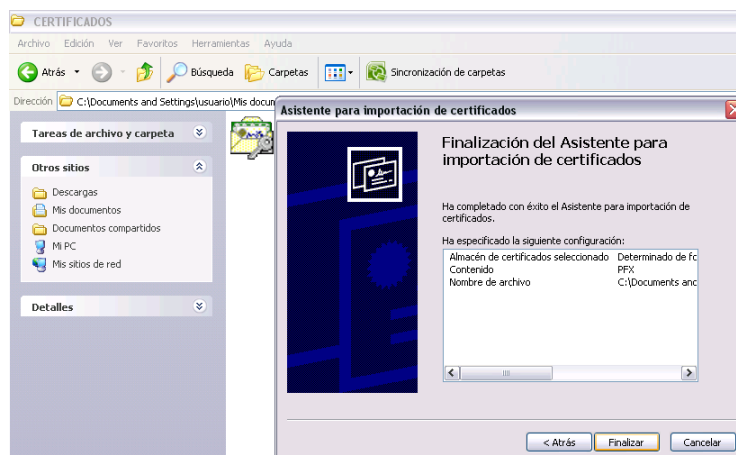 CERTIFICADOS
Archivo Edición Ver Favoritos Herramientas Ayuda
Atrás Búsqueda Carpetas Sincronización de carpetas
Dirección C:\Documents and Settings\usuario\Mis docum
Asistente para importación de certificados
Tareas de archivo y carpeta
Otros sitios
Descargas
Mis documentos
Documentos compartidos
Mi PC
Mis sitios de red
Detalles
Finalización del Asistente para
importación de certificados
Ha completado con éxito el Asistente para importación de
certificados.
Ha especificado la siguiente configuración:
Almacén de certificados seleccionado Determinado de fc
Contenido PFX
Nombre de archivo C:\Documents anc
< Atrás Finalizar Cancelar